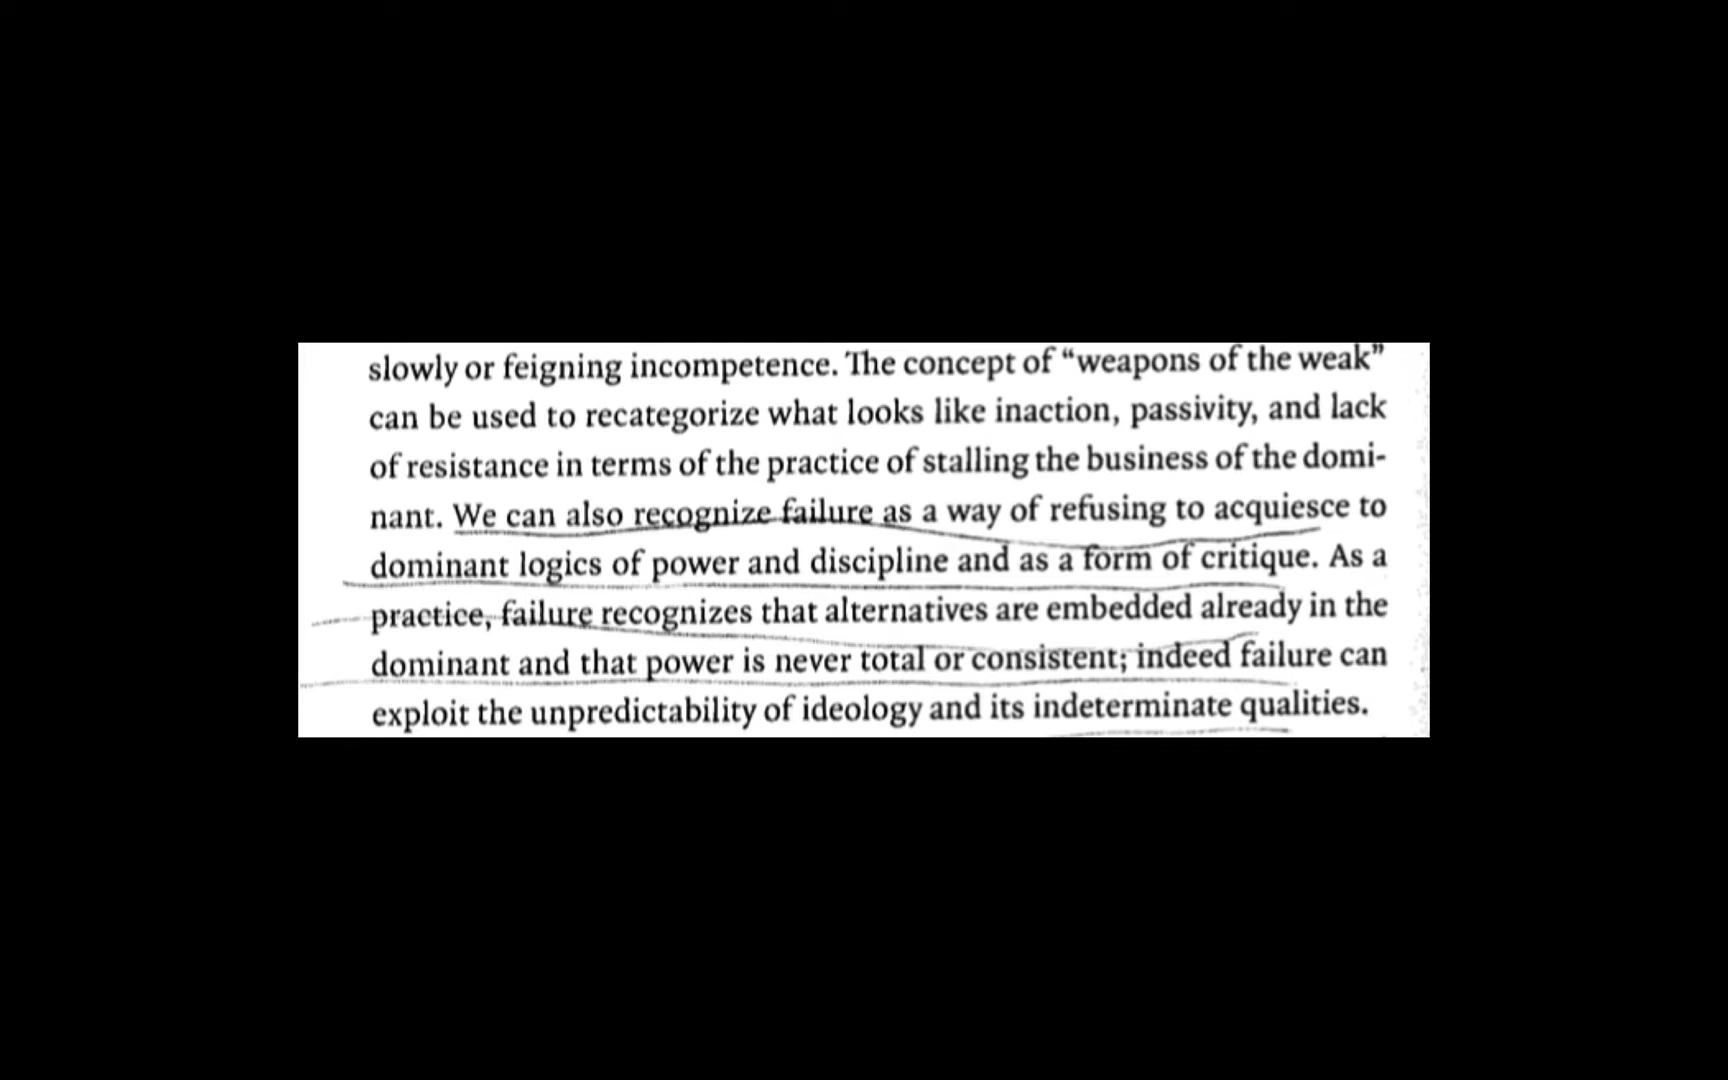 slowly or feigning incompetence. The concept of “weapons of the weak”
can be used to recategorize what looks like inaction, passivity, and lack
of resistance in terms of the practice of stalling the business of the domi-
nant. We can also recognize failure as a way of refusing to acquiesce to
dominant logics of power and discipline and as a form of critique. As a
practice, failure recognizes that alternatives are embedded already in the
dominant and that power is never total or consistent; indeed failure can
exploit the unpredictability of ideology and its indeterminate qualities.